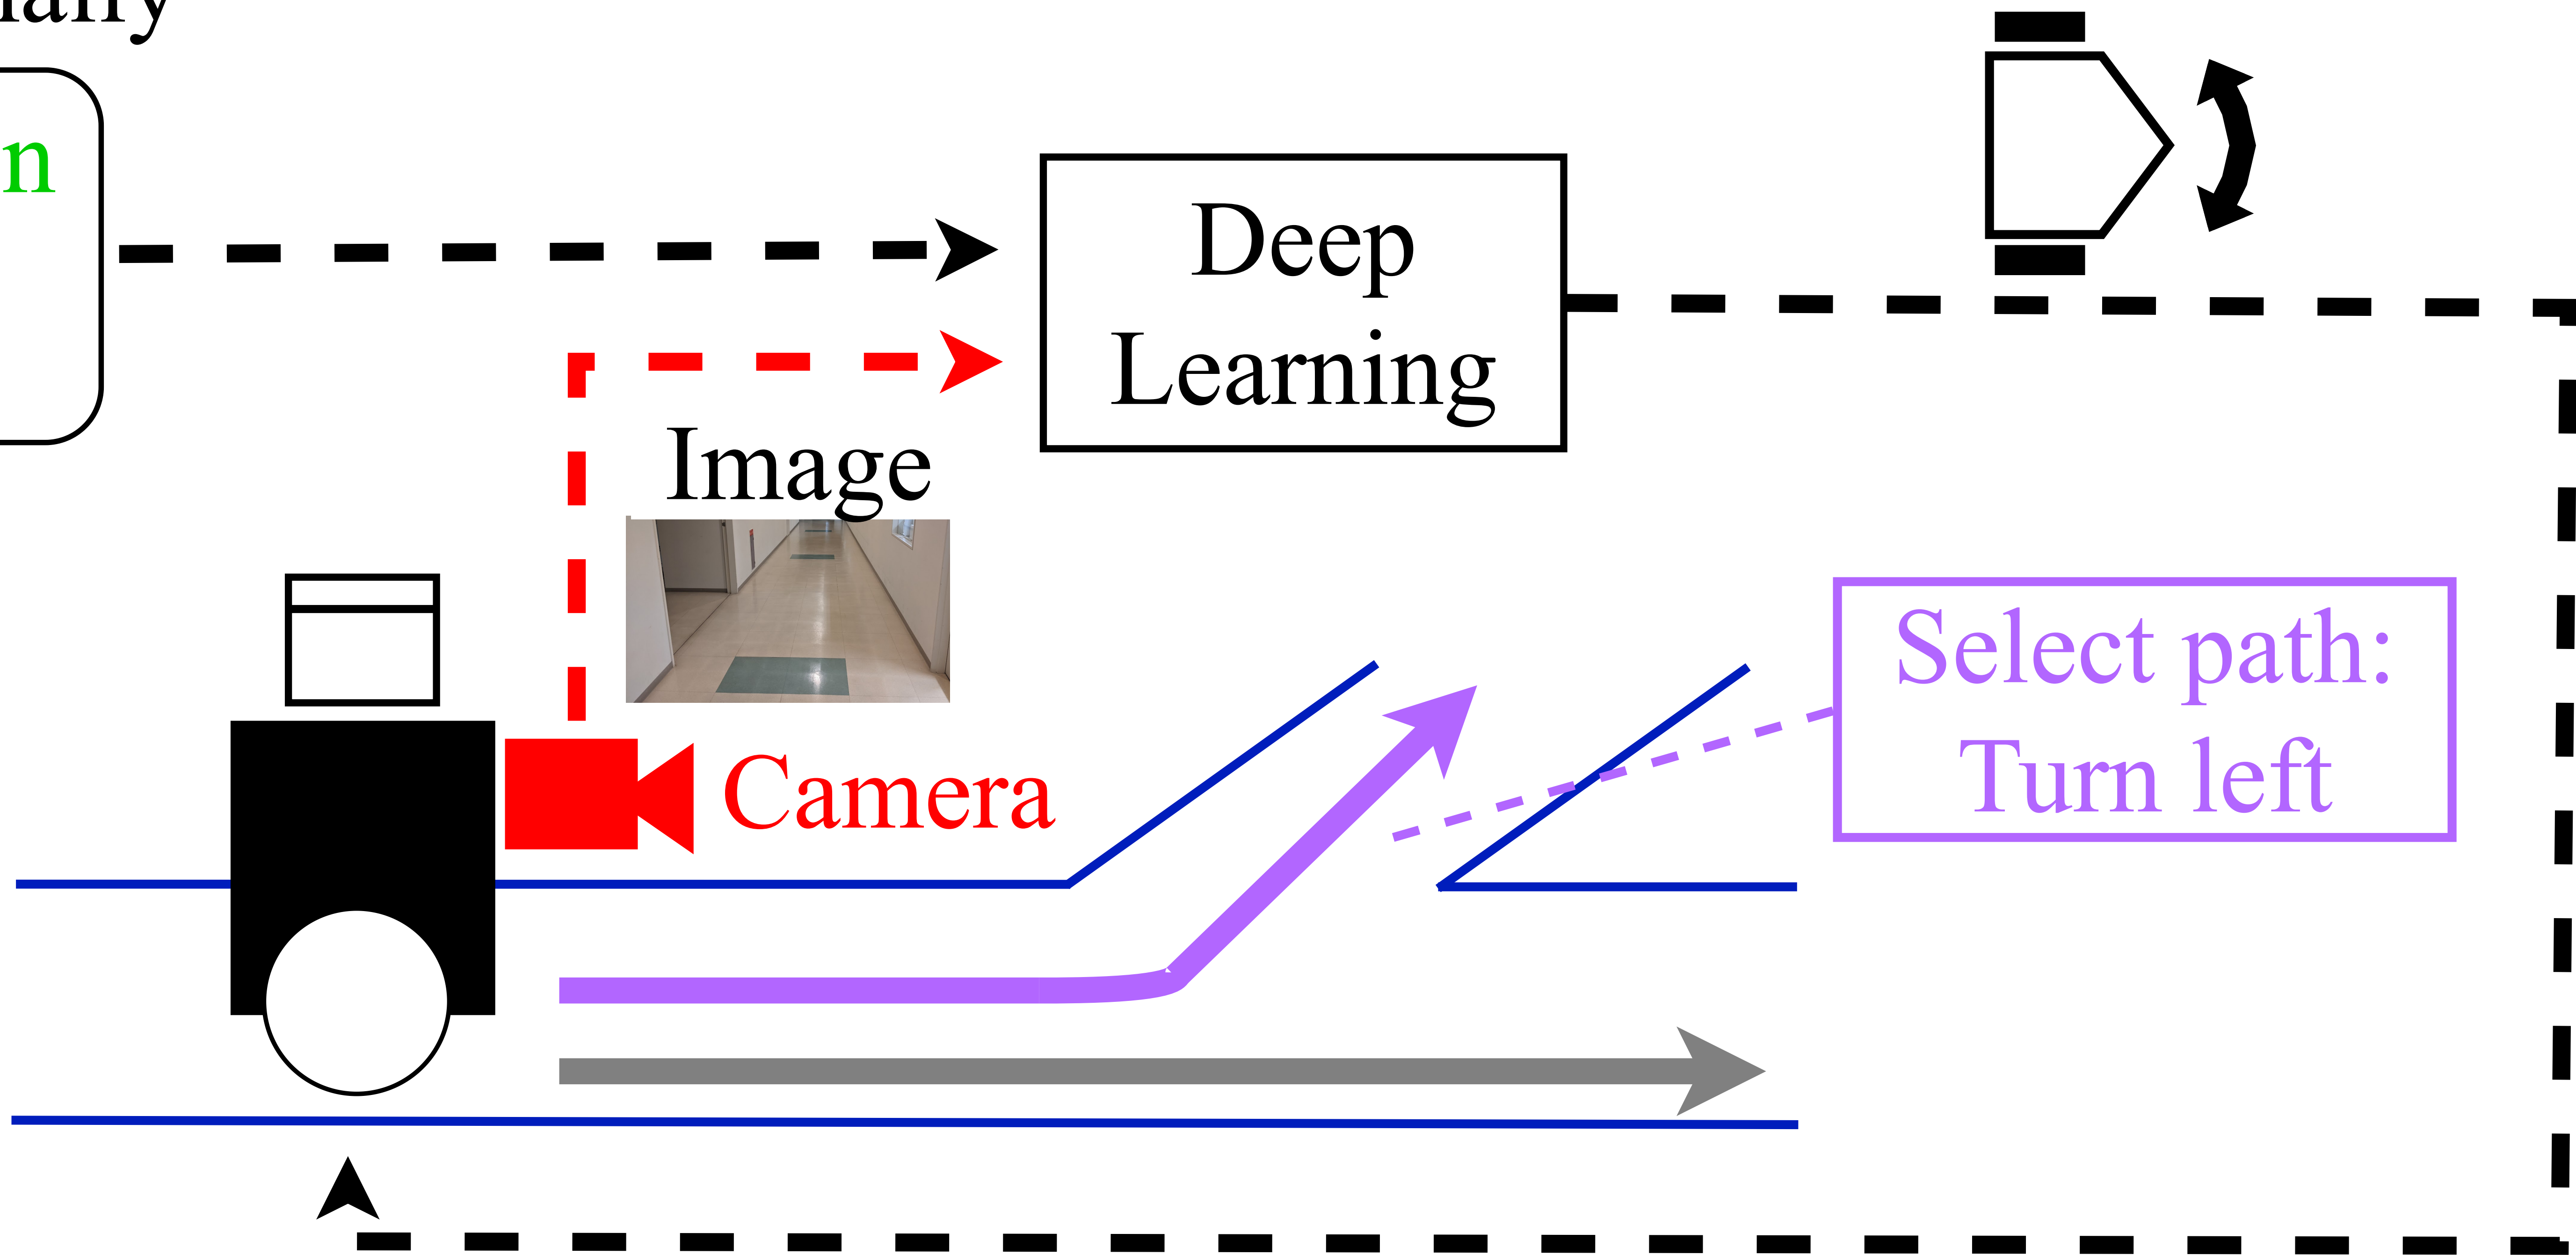 n
Deep
Learning
Image
Camera
Select path:
Turn left